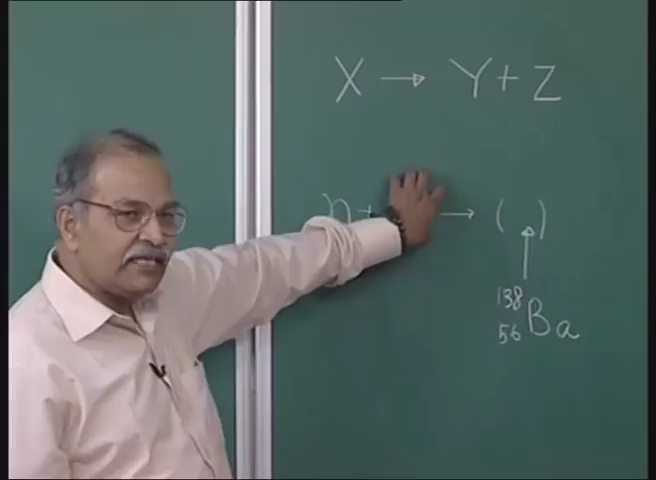 X → Y + Z
n + → ( )
↑
138
56 Ba